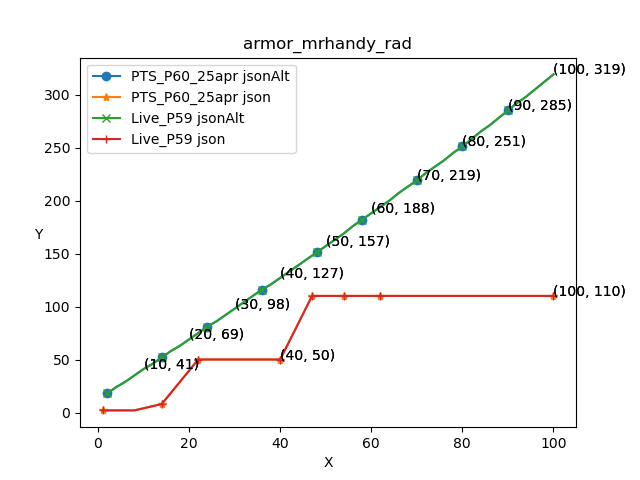 armor_mrhandy_rad
PTS_P60_25apr jsonAlt
PTS_P60_25apr json
Live_P59 jsonAlt
Live_P59 json
(100, 319)
(90, 285)
(80, 251)
(70, 219)
(60, 188)
(50, 157)
(40, 127)
(30, 98)
(20, 69)
(10, 41)
(100, 110)
(40, 50)
Y
300
250
200
150
100
50
0
0 20 40 60 80 100
X